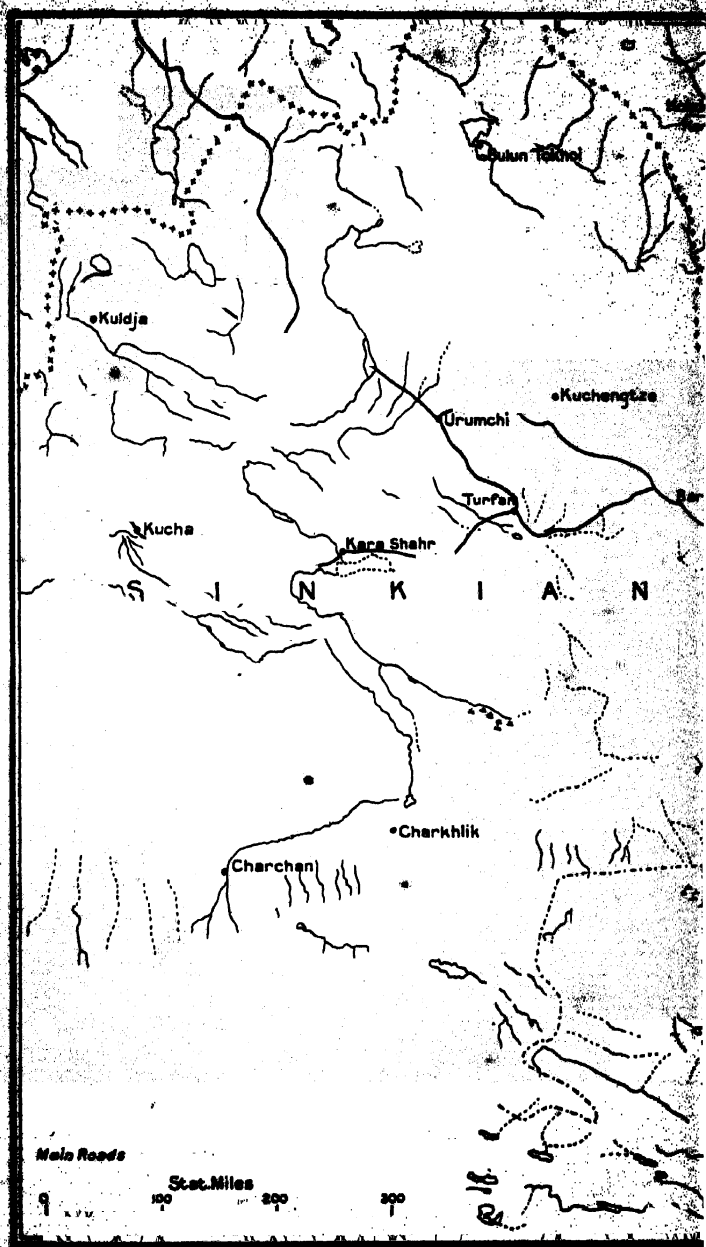 Bulun Tokhoi
Kuldja
Kuchengtze
Urumchi
Turfan
Bar
Kucha
Kara Shahr
S I N K I A N
Charkhlik
Charchan
Main Roads
Stat.Miles
0 100 200 300